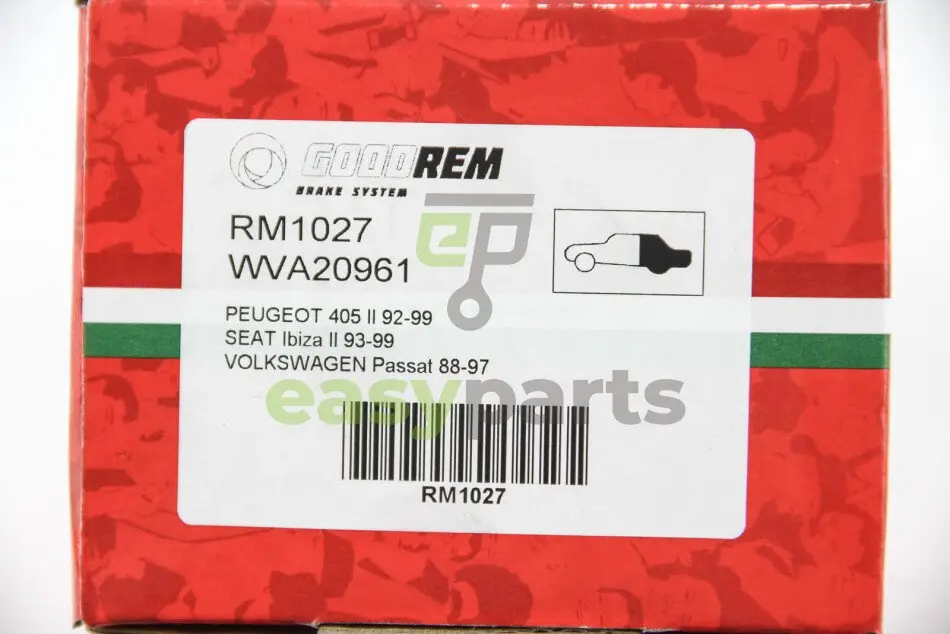 GOODREM
BRAKE SYSTEM
RM1027
WVA20961
ep
PEUGEOT 405 II 92-99
SEAT Ibiza II 93-99
VOLKSWAGEN Passat 88-97
easyparts
RM1027